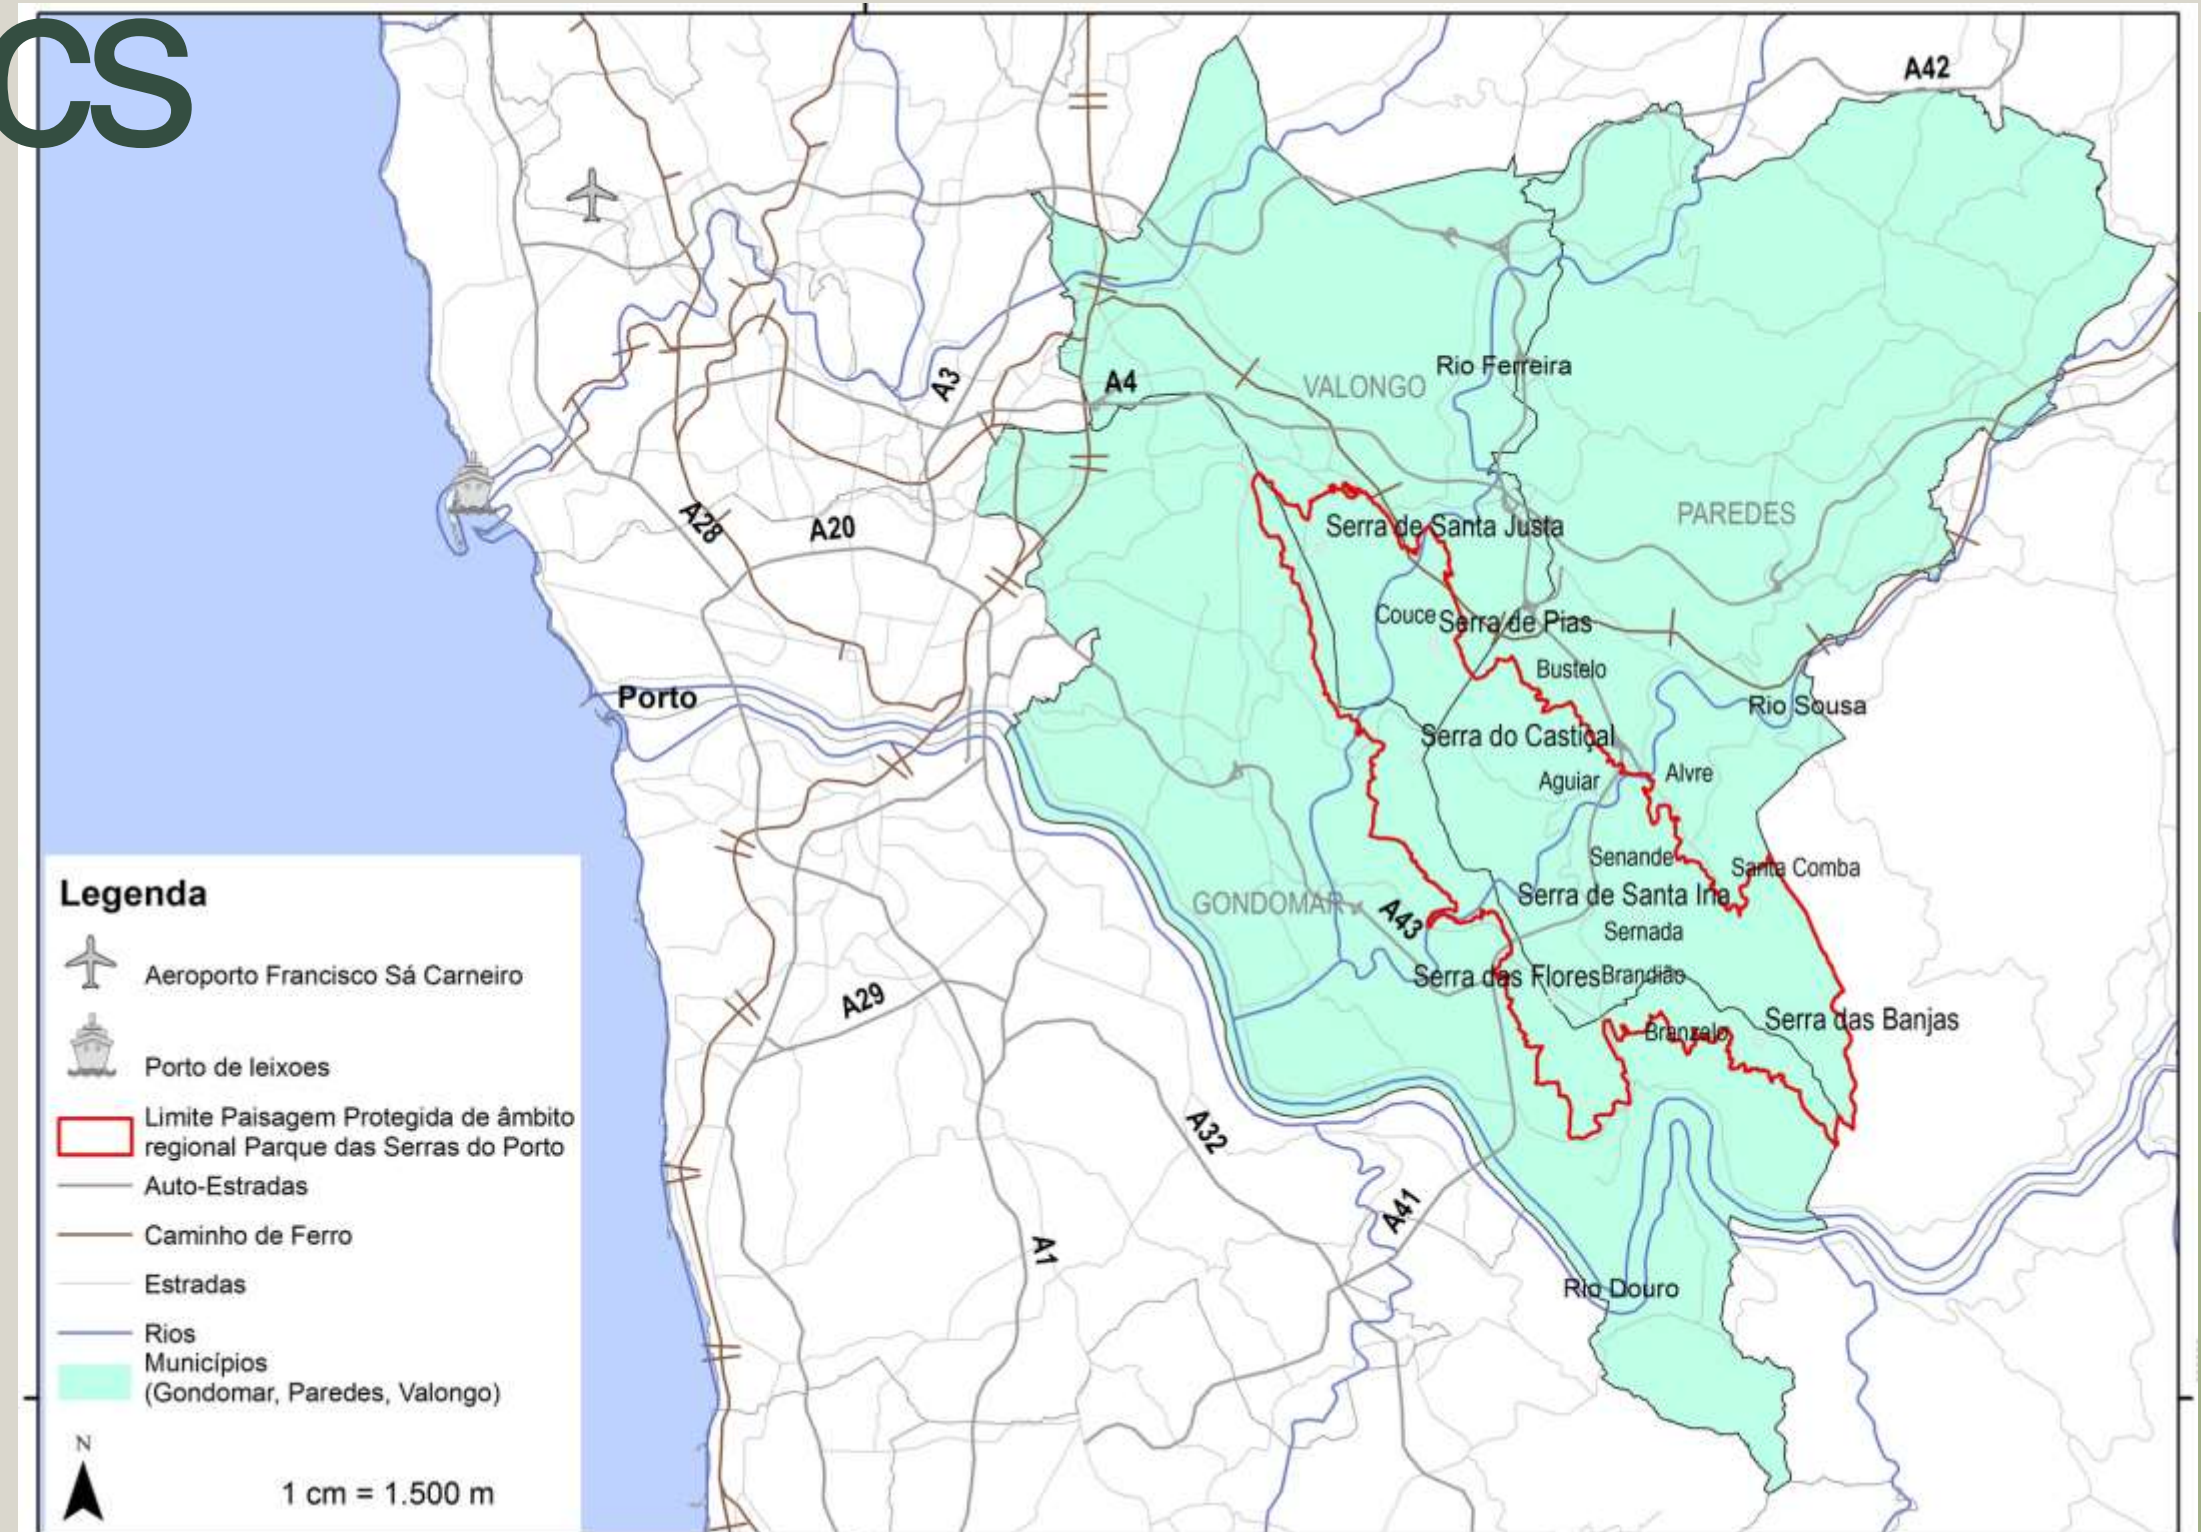 CS
A42
Rio Ferreira
A3
A4
VALONGO
PAREDES
A28
A20
Serra de Santa Justa
Couce
Serra de Pias
Bustelo
Porto
Rio Sousa
Serra do Castiçal
Aguiar
Alvre
Senande
Santa Comba
Serra de Santa Iria
GONDOMAR
A43
Sernada
Serra das Flores
Brandião
A29
Serra das Banjas
Branzelo
A32
A41
A1
Rio Douro
Legenda
Aeroporto Francisco Sá Carneiro
Porto de leixoes
Limite Paisagem Protegida de âmbito
regional Parque das Serras do Porto
Auto-Estradas
Caminho de Ferro
Estradas
Rios
Municípios
(Gondomar, Paredes, Valongo)
N
1 cm = 1.500 m